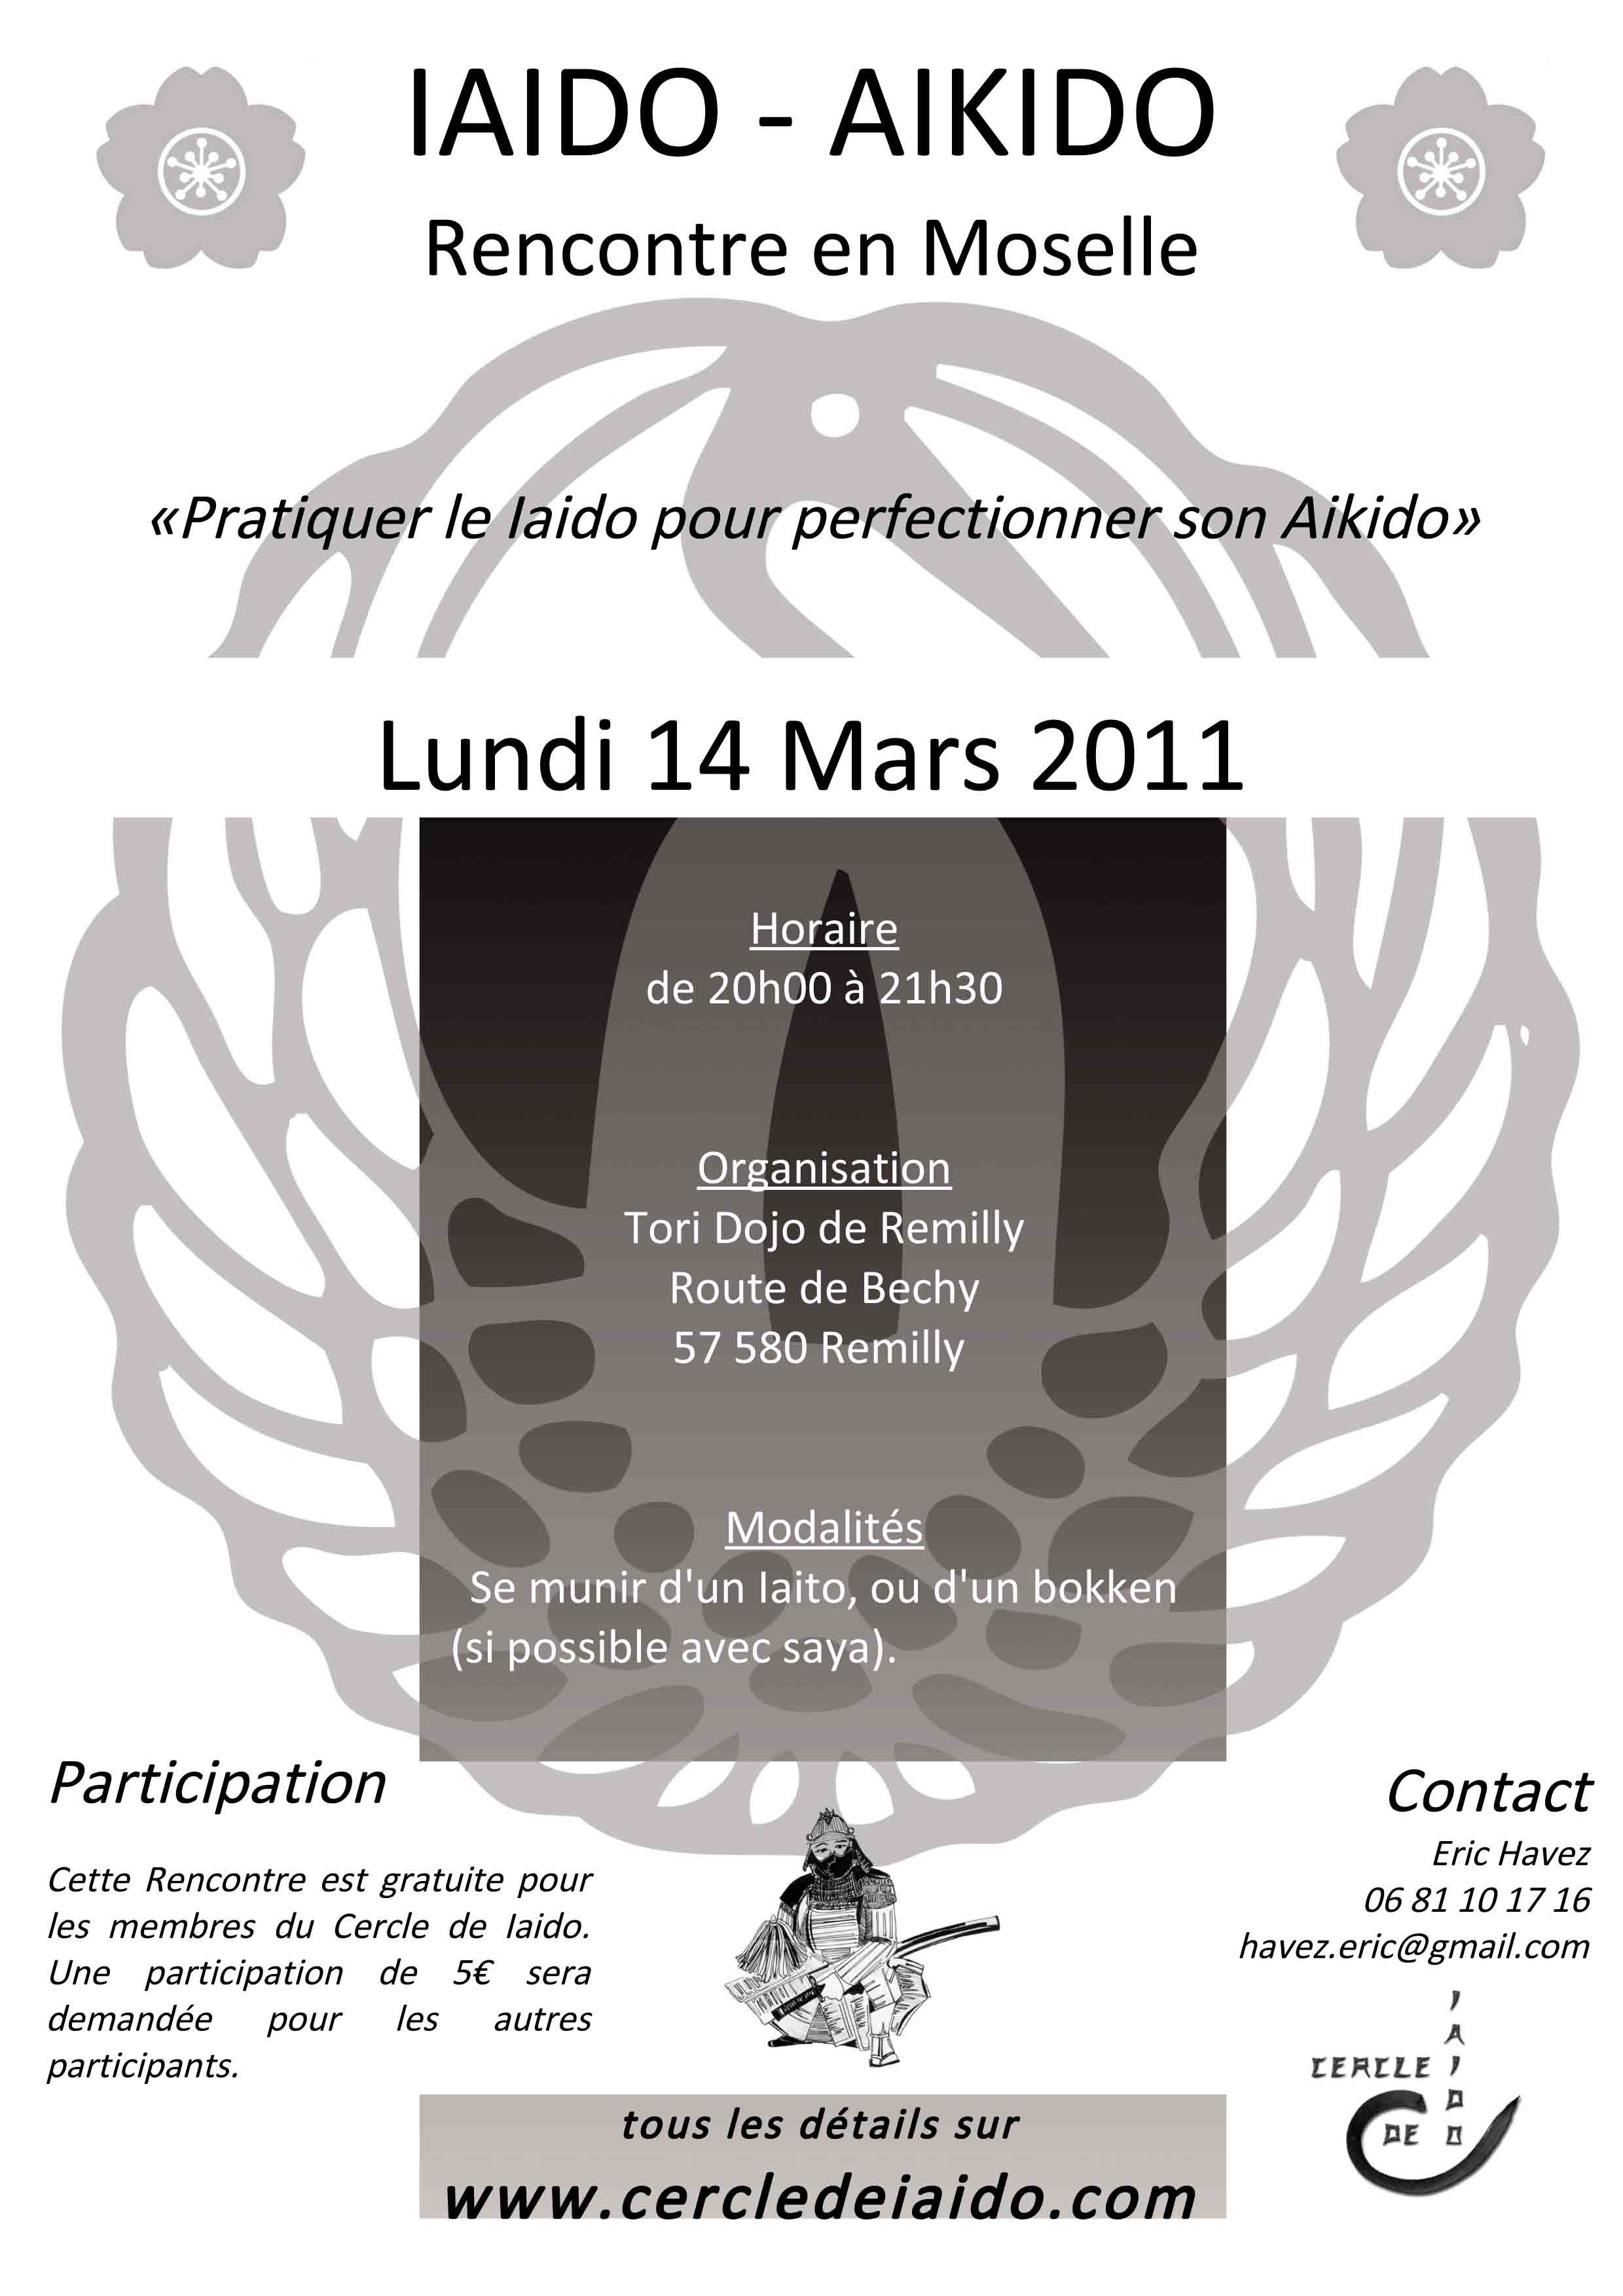 IAIDO - AIKIDO
Rencontre en Moselle
«Pratiquer le Iaido pour perfectionner son Aikido»
Lundi 14 Mars 2011
Horaire
de 20h00 à 21h30
Organisation
Tori Dojo de Remilly
Route de Bechy
57 580 Remilly
Modalités
Se munir d'un Iaito, ou d'un bokken
(si possible avec saya).
Participation
Cette Rencontre est gratuite pour
les membres du Cercle de Iaido.
Une participation de 5€ sera
demandée pour les autres
participants.
Contact
Eric Havez
06 81 10 17 16
havez.eric@gmail.com
CERCLE
DE
IAIDO
tous les détails sur
www.cercledeiaido.com